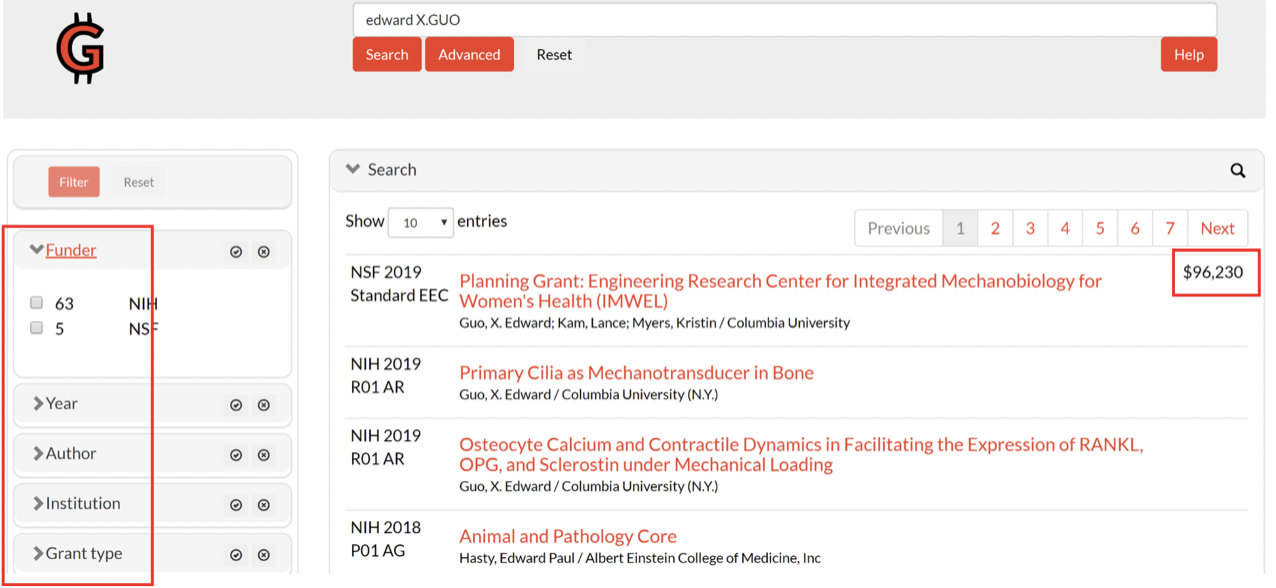 G
edward X.GUO
Search Advanced Reset Help
Filter Reset
Funder
63 NIH
5 NSF
Year
Author
Institution
Grant type
Search
Show 10 entries
Previous 1 2 3 4 5 6 7 Next
NSF 2019
Standard EEC
Planning Grant: Engineering Research Center for Integrated Mechanobiology for
Women's Health (IMWEL)
Guo, X. Edward; Kam, Lance; Myers, Kristin / Columbia University
$96,230
NIH 2019
R01 AR
Primary Cilia as Mechanotransducer in Bone
Guo, X. Edward / Columbia University (N.Y.)
NIH 2019
R01 AR
Osteocyte Calcium and Contractile Dynamics in Facilitating the Expression of RANKL,
OPG, and Sclerostin under Mechanical Loading
Guo, X. Edward / Columbia University (N.Y.)
NIH 2018
P01 AG
Animal and Pathology Core
Hasty, Edward Paul / Albert Einstein College of Medicine, Inc